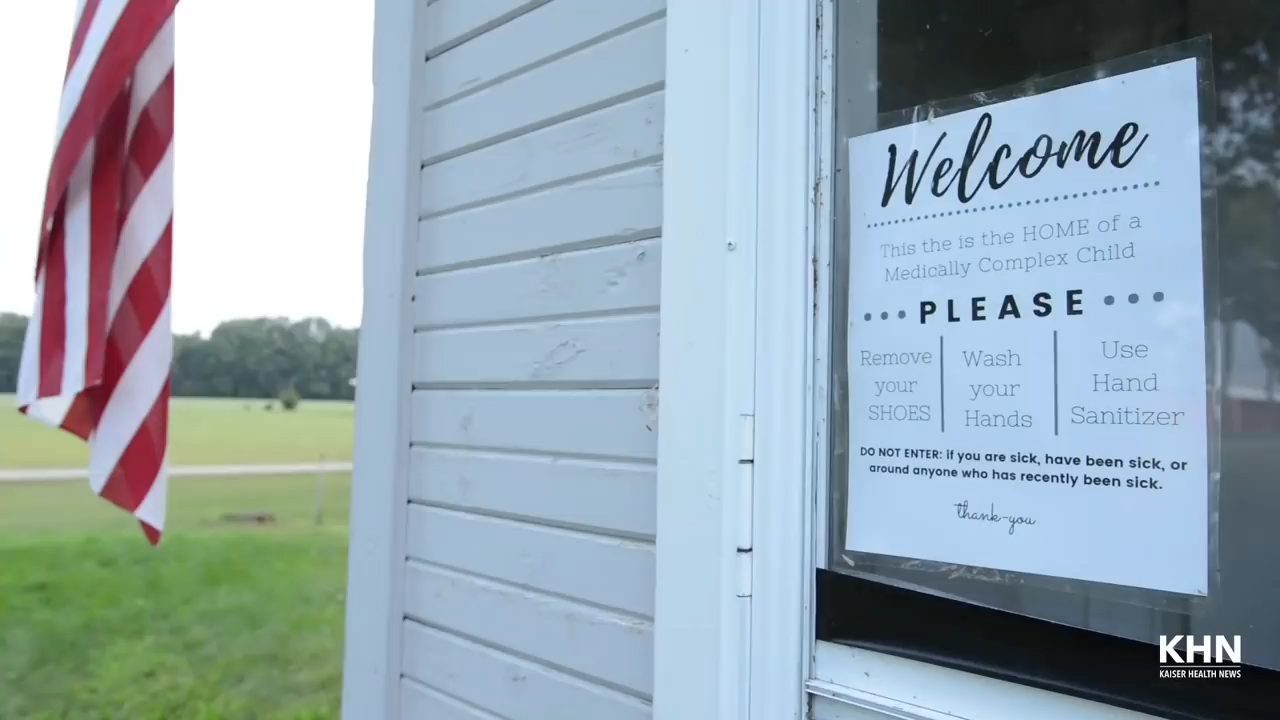 Welcome
This the is the HOME of a
Medically Complex Child
PLEASE
Remove
your
SHOES
Wash
your
Hands
Use
Hand
Sanitizer
DO NOT ENTER: if you are sick, have been sick, or
around anyone who has recently been sick.
thank-you
KHN
KAISER HEALTH NEWS